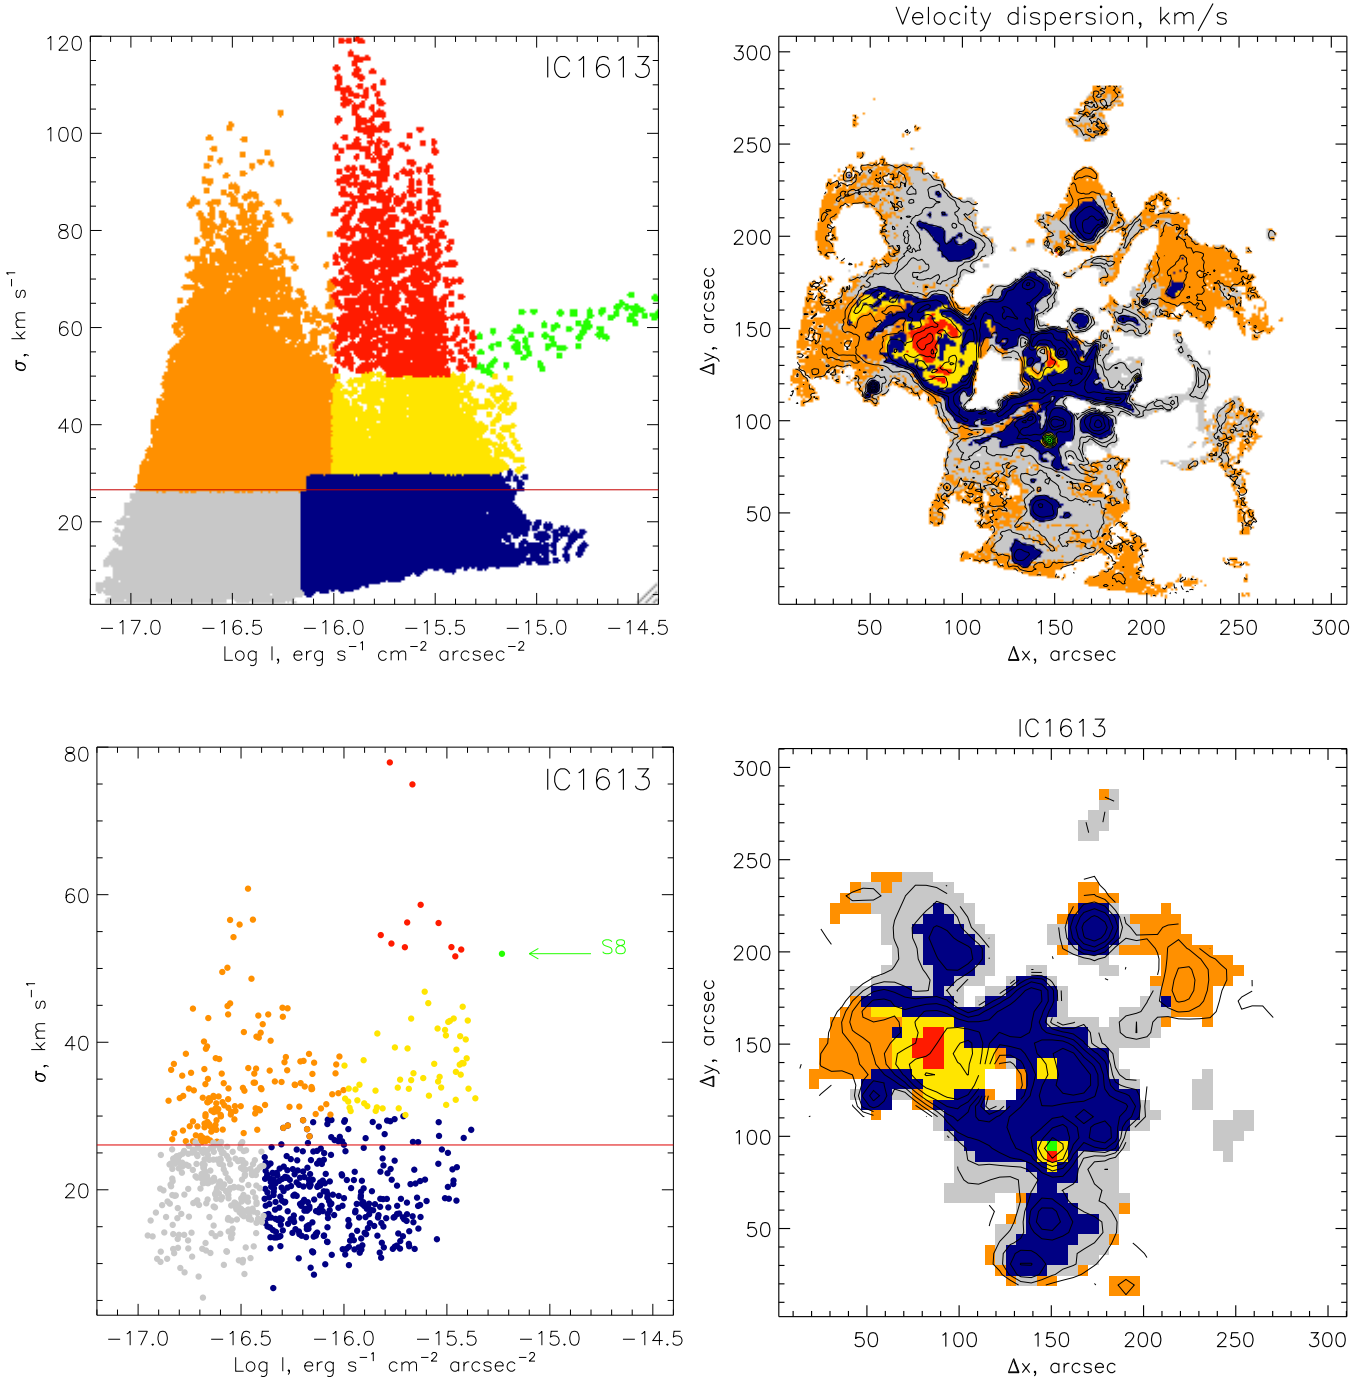 Velocity dispersion, km/s
IC1613
120
100
80
60
40
20
σ, km s⁻¹
−17.0 −16.5 −16.0 −15.5 −15.0 −14.5
Log I, erg s⁻¹ cm⁻² arcsec⁻²
300
250
200
150
100
50
Δy, arcsec
50 100 150 200 250 300
Δx, arcsec
IC1613
80
60
40
20
σ, km s⁻¹
S8
−17.0 −16.5 −16.0 −15.5 −15.0 −14.5
Log I, erg s⁻¹ cm⁻² arcsec⁻²
IC1613
300
250
200
150
100
50
Δy, arcsec
50 100 150 200 250 300
Δx, arcsec